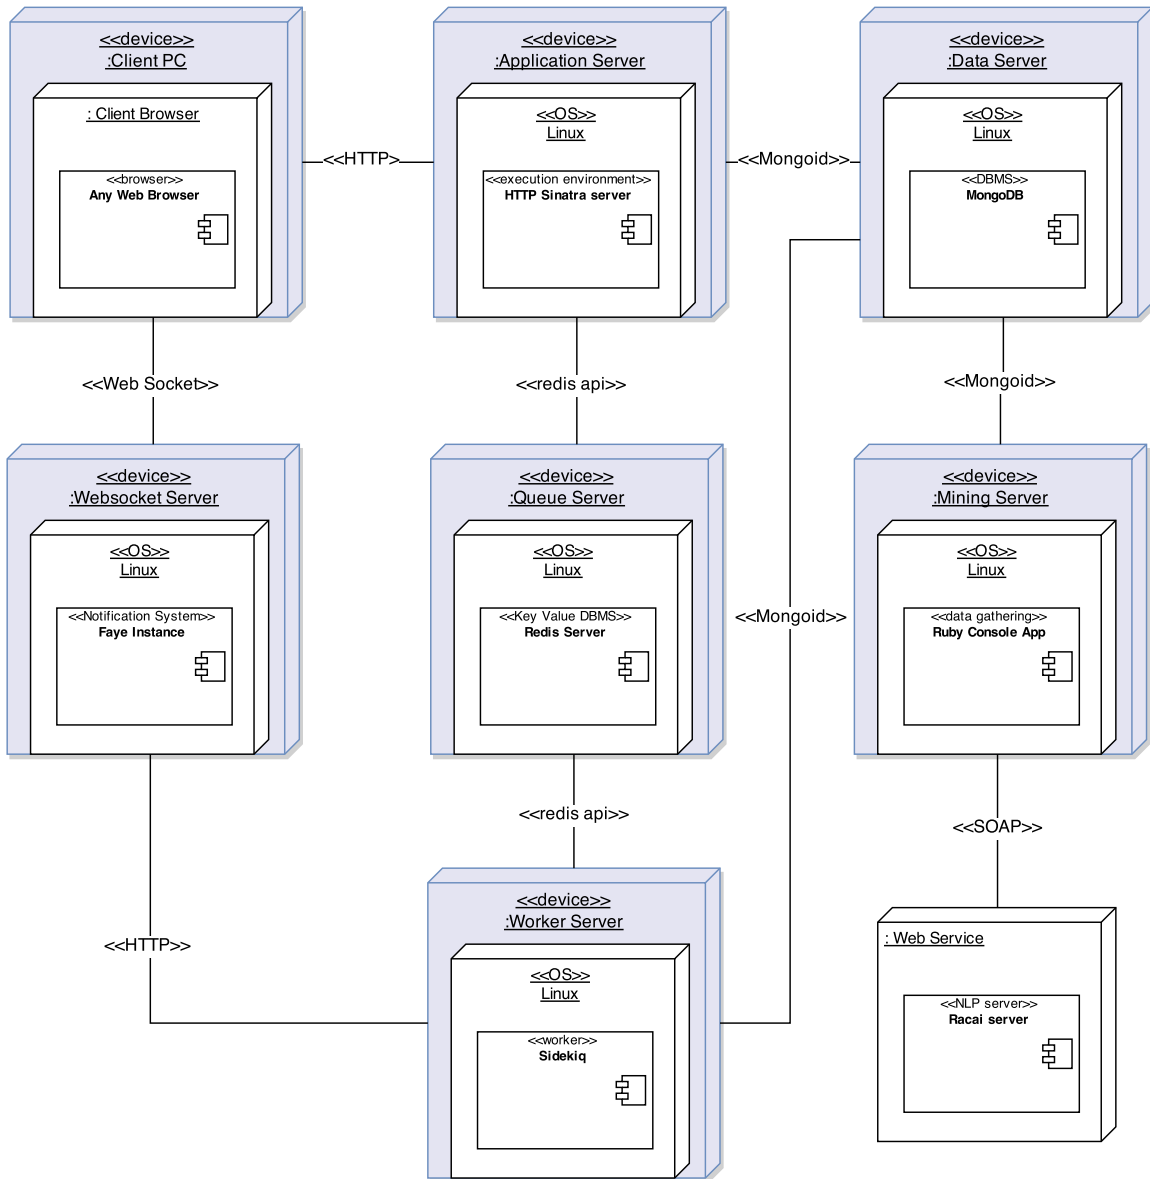 <<device>>
:Client PC
: Client Browser
<<browser>>
Any Web Browser
<<HTTP>
<<device>>
:Application Server
<<OS>>
Linux
<<execution environment>>
HTTP Sinatra server
<<Mongoid>>
<<device>>
:Data Server
<<OS>>
Linux
<<DBMS>>
MongoDB
<<Web Socket>>
<<redis api>>
<<Mongoid>>
<<device>>
:Websocket Server
<<OS>>
Linux
<<Notification System>>
Faye Instance
<<device>>
:Queue Server
<<OS>>
Linux
<<Key Value DBMS>>
Redis Server
<<Mongoid>>
<<device>>
:Mining Server
<<OS>>
Linux
<<data gathering>>
Ruby Console App
<<redis api>>
<<SOAP>>
<<HTTP>>
<<device>>
:Worker Server
<<OS>>
Linux
<<worker>>
Sidekiq
: Web Service
<<NLP server>>
Racai server